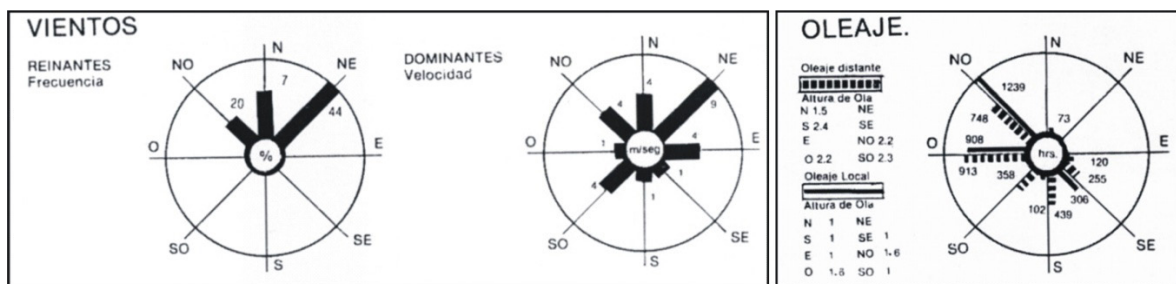 VIENTOS
REINANTES
Frecuencia
N
NO
NE
7
20
44
O
%
E
SO
SE
S
DOMINANTES
Velocidad
N
NO
NE
4
4
9
O
1
m/seg
4
E
4
1
1
SO
SE
S
OLEAJE.
Oleaje distante
Altura de Ola
N 1.5 NE
S 2.4 SE
E NO 2.2
O 2.2 SO 2.3
Oleaje Local
Altura de Ola
N 1 NE
S 1 SE 1
E 1 NO 1.6
O 1.6 SO 1
N
NO
NE
1239
748
73
908
O
hrs.
E
913
358
120
255
306
102
439
SO
SE
S